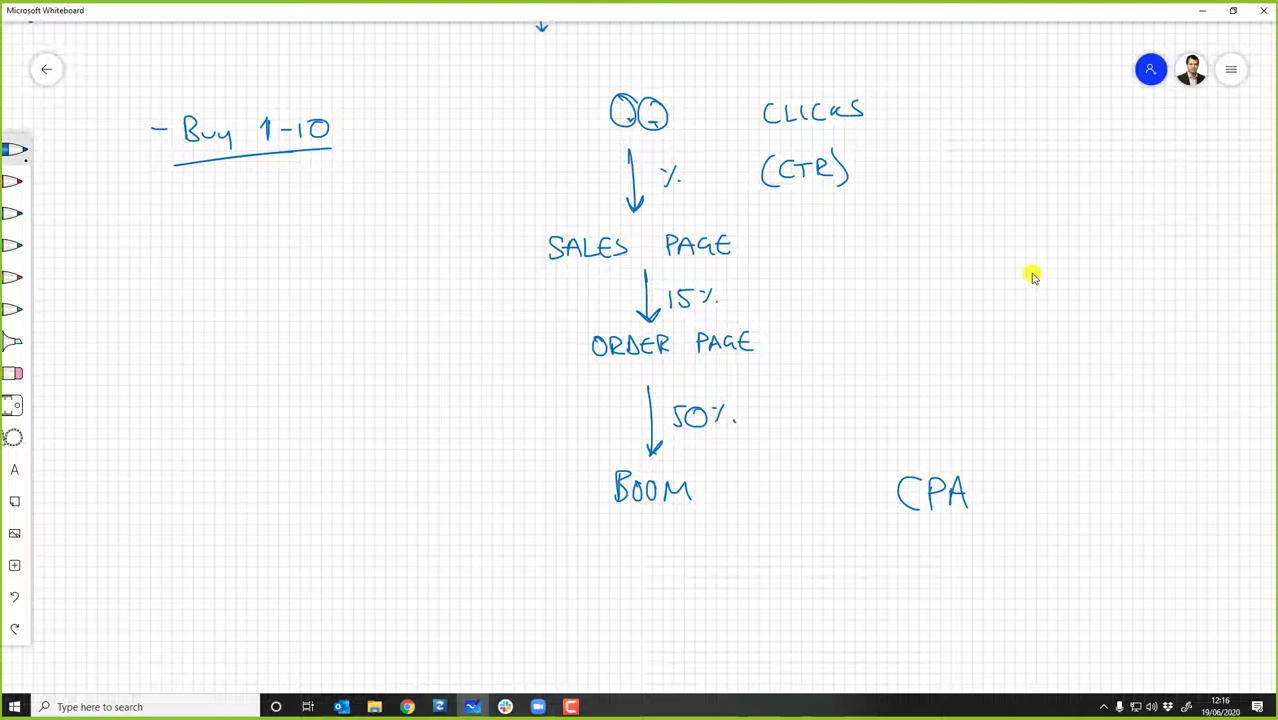 Microsoft Whiteboard
- Buy 1-10
CLICKS
(CTR)
%
SALES PAGE
15%
ORDER PAGE
50%.
BOOM
CPA
A
Type here to search
12:16
19/06/2020